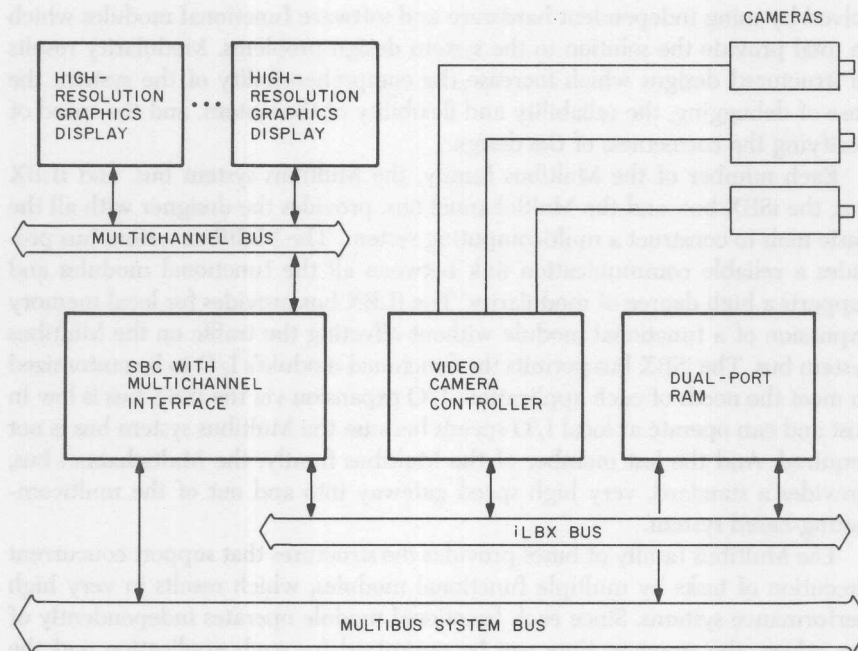 CAMERAS
HIGH-
RESOLUTION
GRAPHICS
DISPLAY
...
HIGH-
RESOLUTION
GRAPHICS
DISPLAY
MULTICHANNEL BUS
SBC WITH
MULTICHANNEL
INTERFACE
VIDEO
CAMERA
CONTROLLER
DUAL-PORT
RAM
iLBX BUS
MULTIBUS SYSTEM BUS